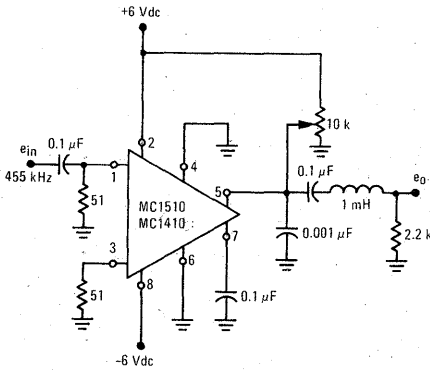 +6 Vdc
10 k
e_in
0.1 μF
2
4
455 kHz
1
5
0.1 μF
e_o
MC1510
MC1410
1 mH
51
7
3
0.001 μF
2.2 k
8
6
51
0.1 μF
-6 Vdc